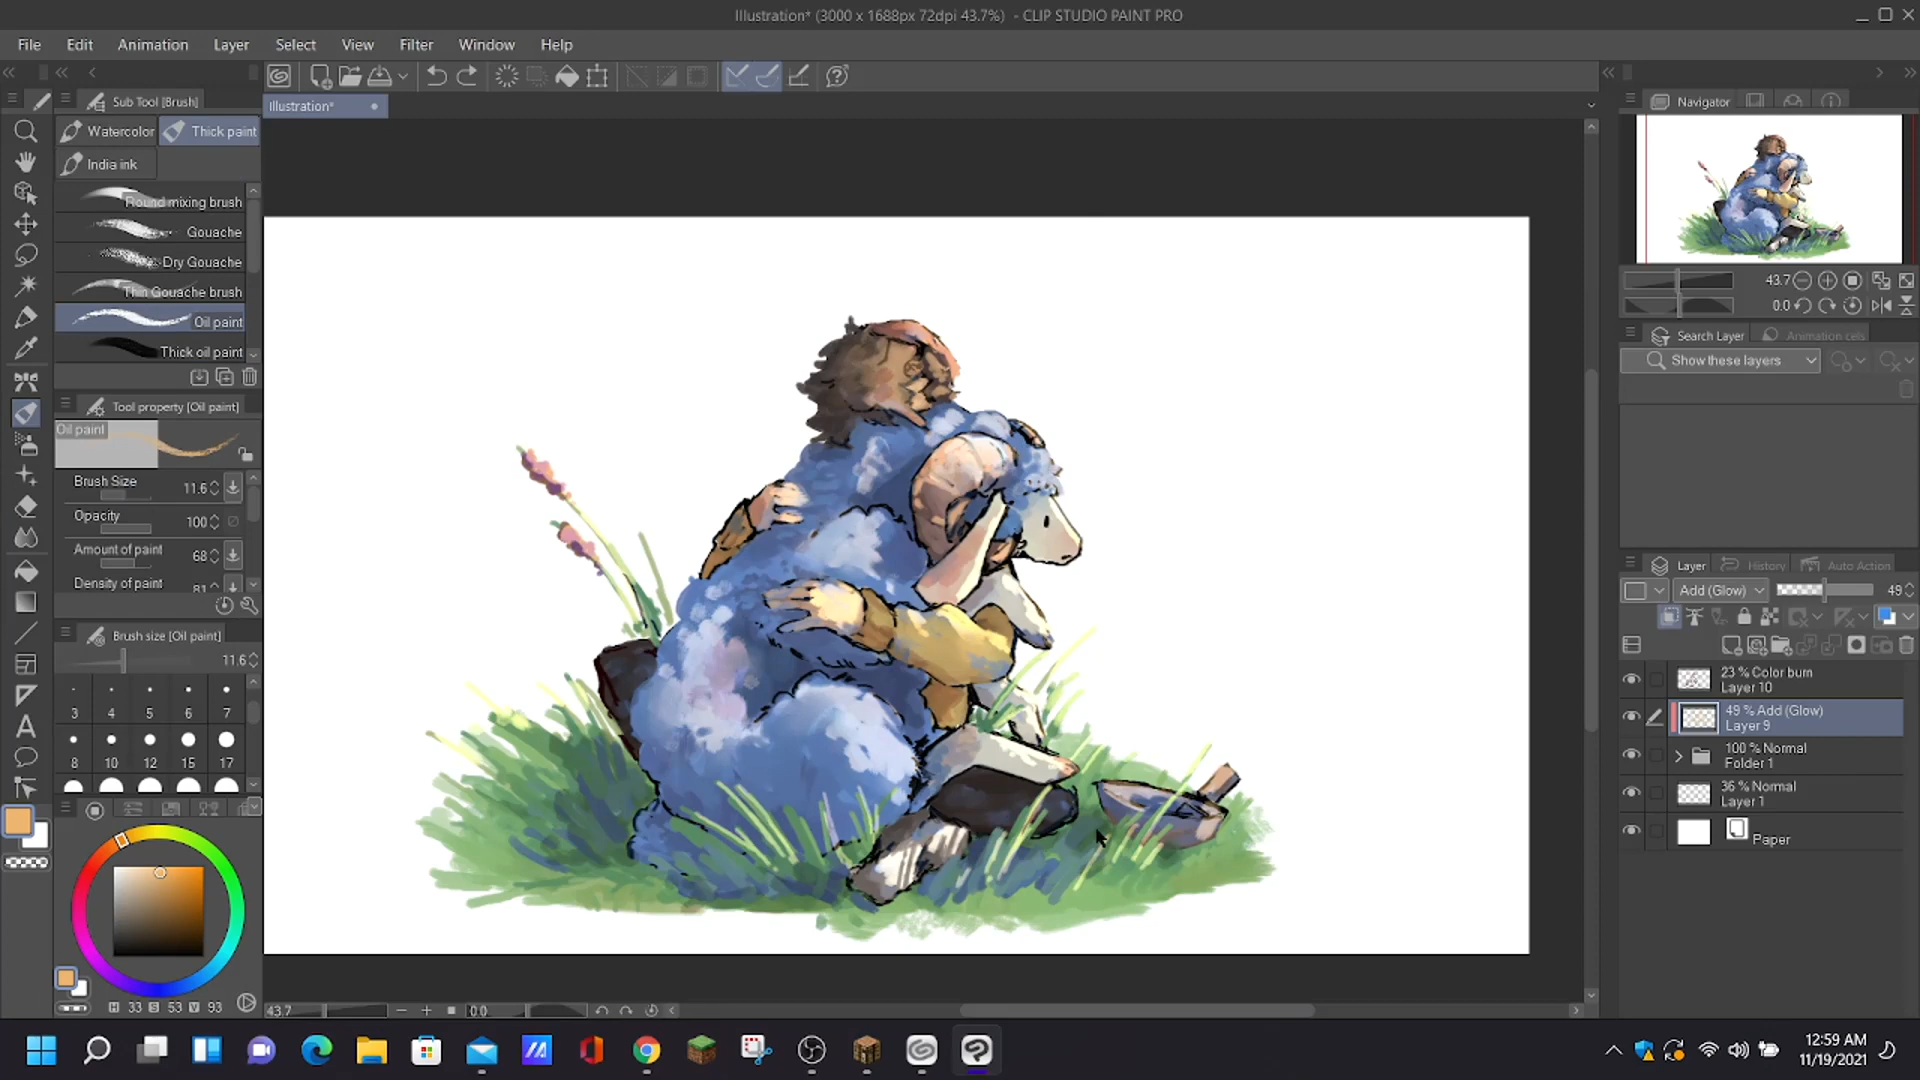 Illustration* (3000 x 1688px 72dpi 43.7%) - CLIP STUDIO PAINT PRO
File Edit Animation Layer Select View Filter Window Help
Sub Tool [Brush]
Illustration*
Watercolor Thick paint
India ink
Round mixing brush
Gouache
Dry Gouache
Thin Gouache brush
Oil paint
Thick oil paint
Tool property [Oil paint]
Oil paint
Brush Size 11.6
Opacity 100
Amount of paint 68
Density of paint 81
Brush size [Oil paint]
11.6
3 4 5 6 7
8 10 12 15 17
H 33 S 53 V 93
43.7 0.0
Navigator
43.7
0.0
Search Layer Animation cels
Show these layers
Layer History Auto Action
Add (Glow) 49
23 % Color burn
Layer 10
49 % Add (Glow)
Layer 9
100 % Normal
Folder 1
36 % Normal
Layer 1
Paper
12:59 AM
11/19/2021